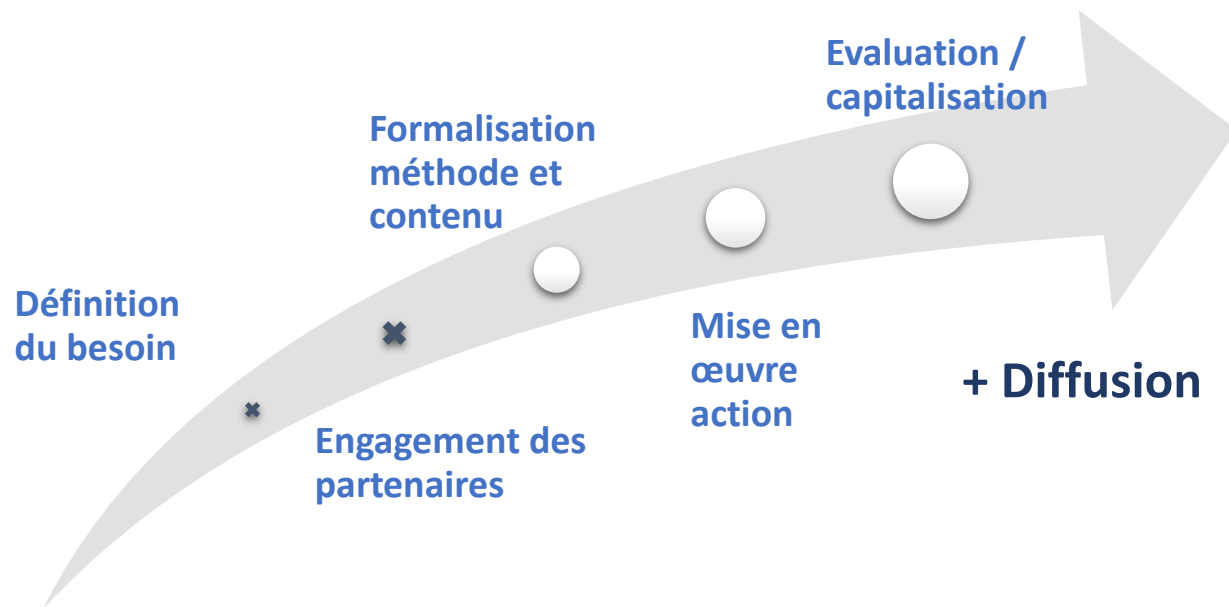 Evaluation /
capitalisation
Formalisation
méthode et
contenu
Définition
du besoin
Mise en
œuvre
action
+ Diffusion
Engagement des
partenaires